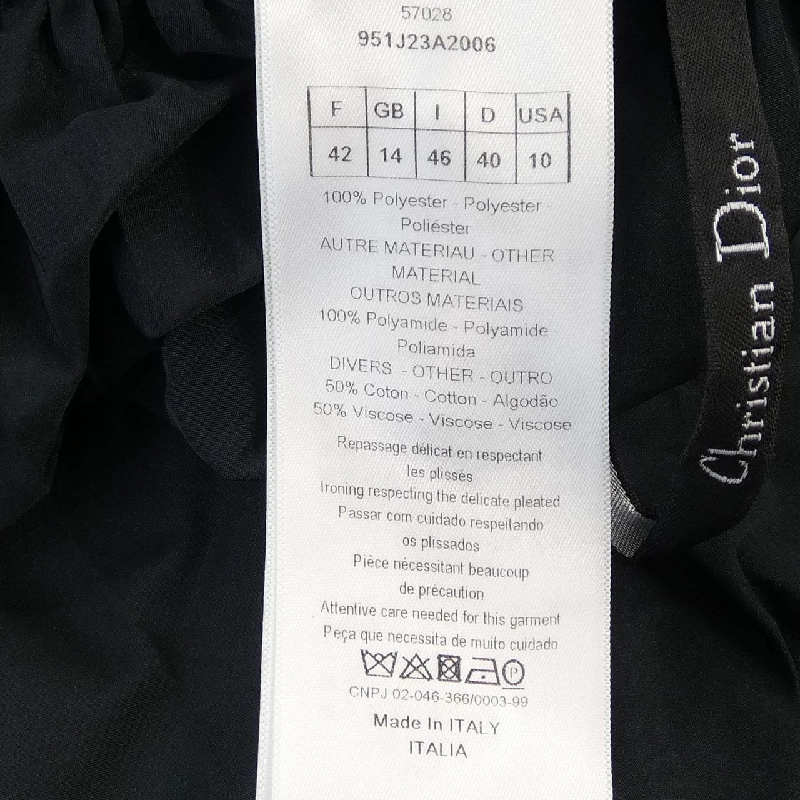 57028
951J23A2006
F GB I D USA
42 14 46 40 10
100% Polyester - Polyester -
Poliéster
AUTRE MATERIAU - OTHER
MATERIAL
OUTROS MATERIAIS
100% Polyamide - Polyamide
Poliamida
DIVERS - OTHER - OUTRO
50% Coton - Cotton - Algodão
50% Viscose - Viscose - Viscose
Repassage délicat en respectant
les plissés
Ironing respecting the delicate pleated
Passar com cuidado respeitando
os plissados
Pièce nécessitant beaucoup
de précaution
Attentive care needed for this garment
Peça que necessita de muito cuidado
P
CNPJ 02-046-366/0003-99
Made In ITALY
ITALIA
Christian Dior